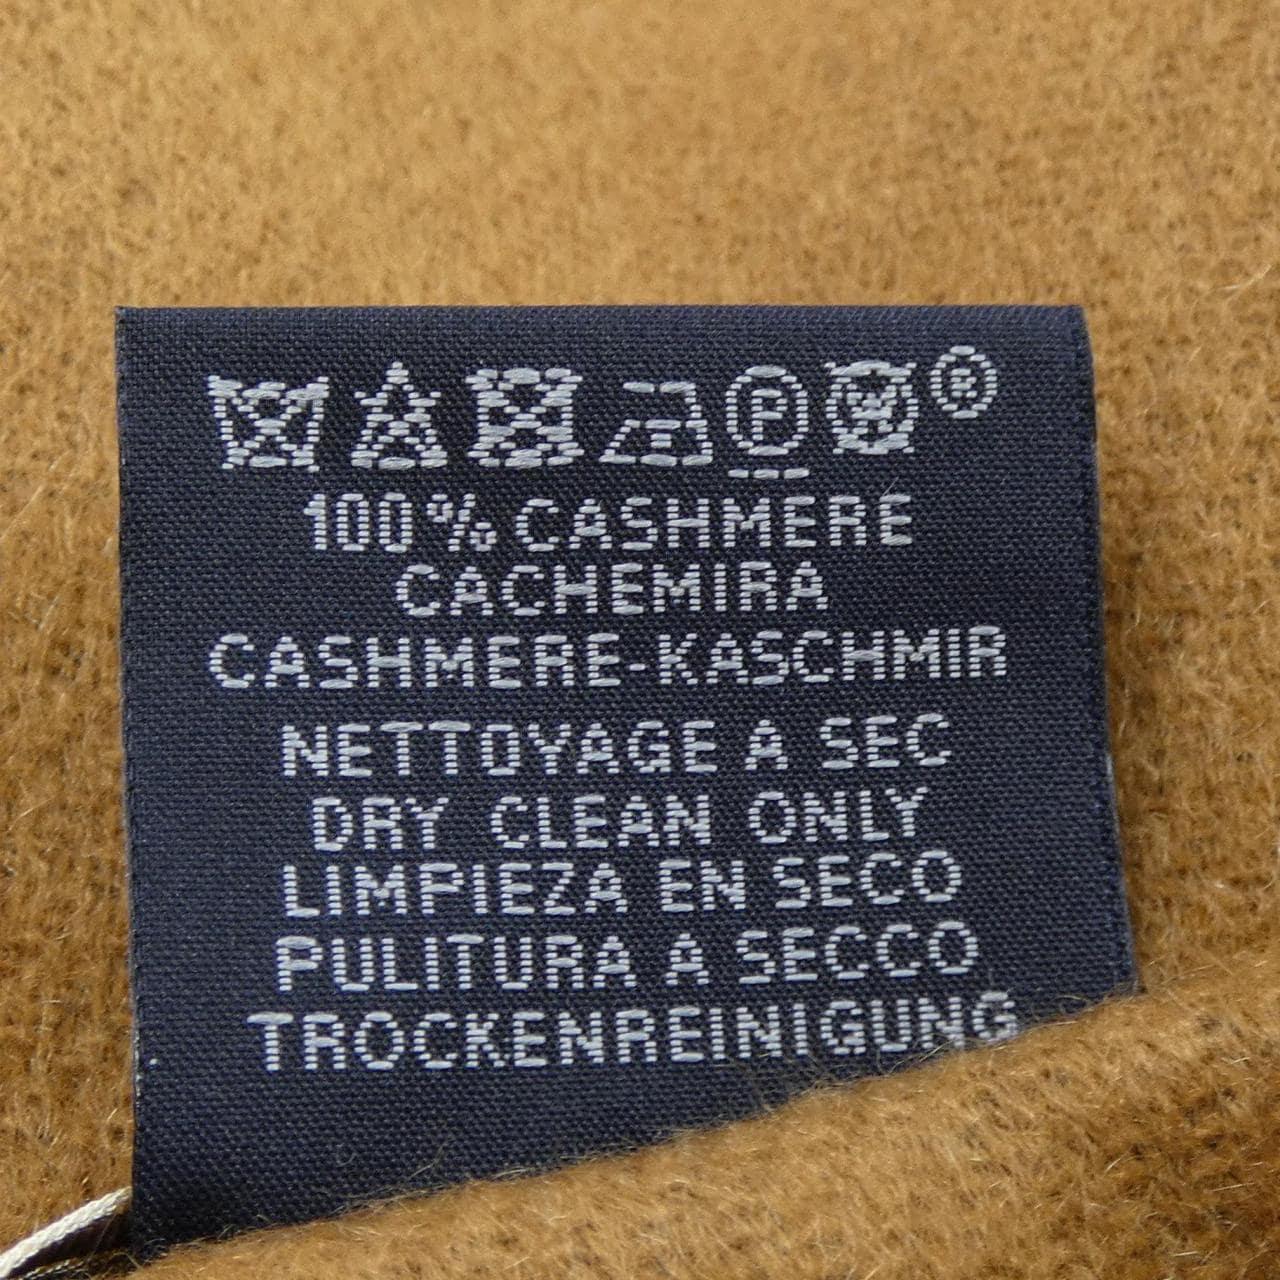 P ®
100% CASHMERE
CACHEMIRA
CASHMERE-KASCHMIR
NETTOYAGE A SEC
DRY CLEAN ONLY
LIMPIEZA EN SECO
PULITURA A SECCO
TROCKENREINIGUNG